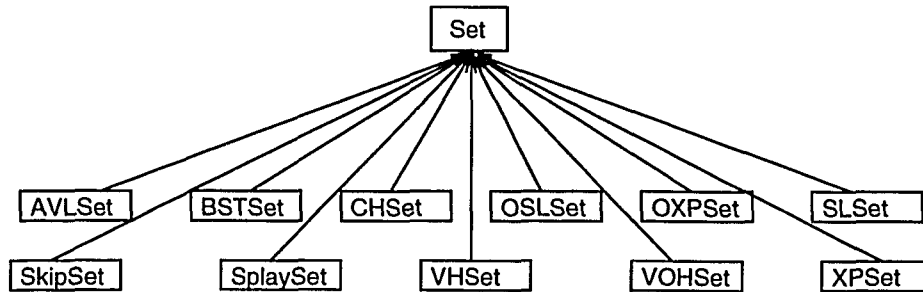 Set
AVLSet
BSTSet
CHSet
OSLSet
OXPSet
SLSet
SkipSet
SplaySet
VHSet
VOHSet
XPSet